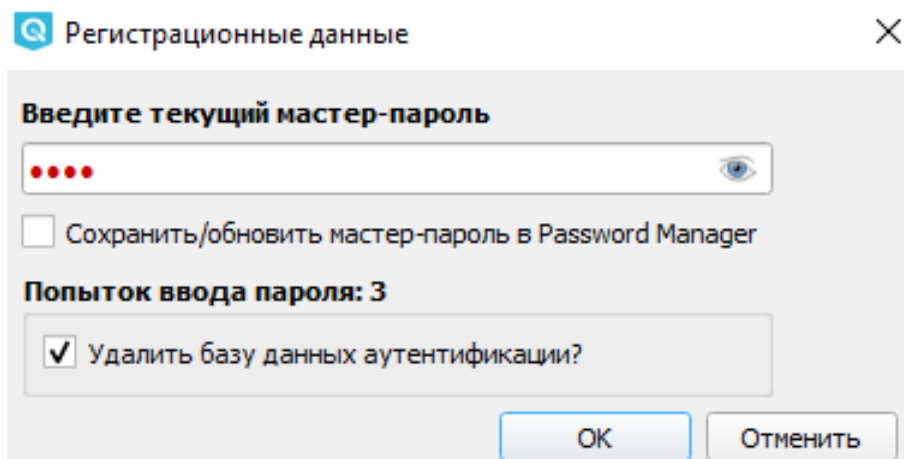 Регистрационные данные
Введите текущий мастер-пароль
Сохранить/обновить мастер-пароль в Password Manager
Попыток ввода пароля: 3
Удалить базу данных аутентификации?
OK Отменить